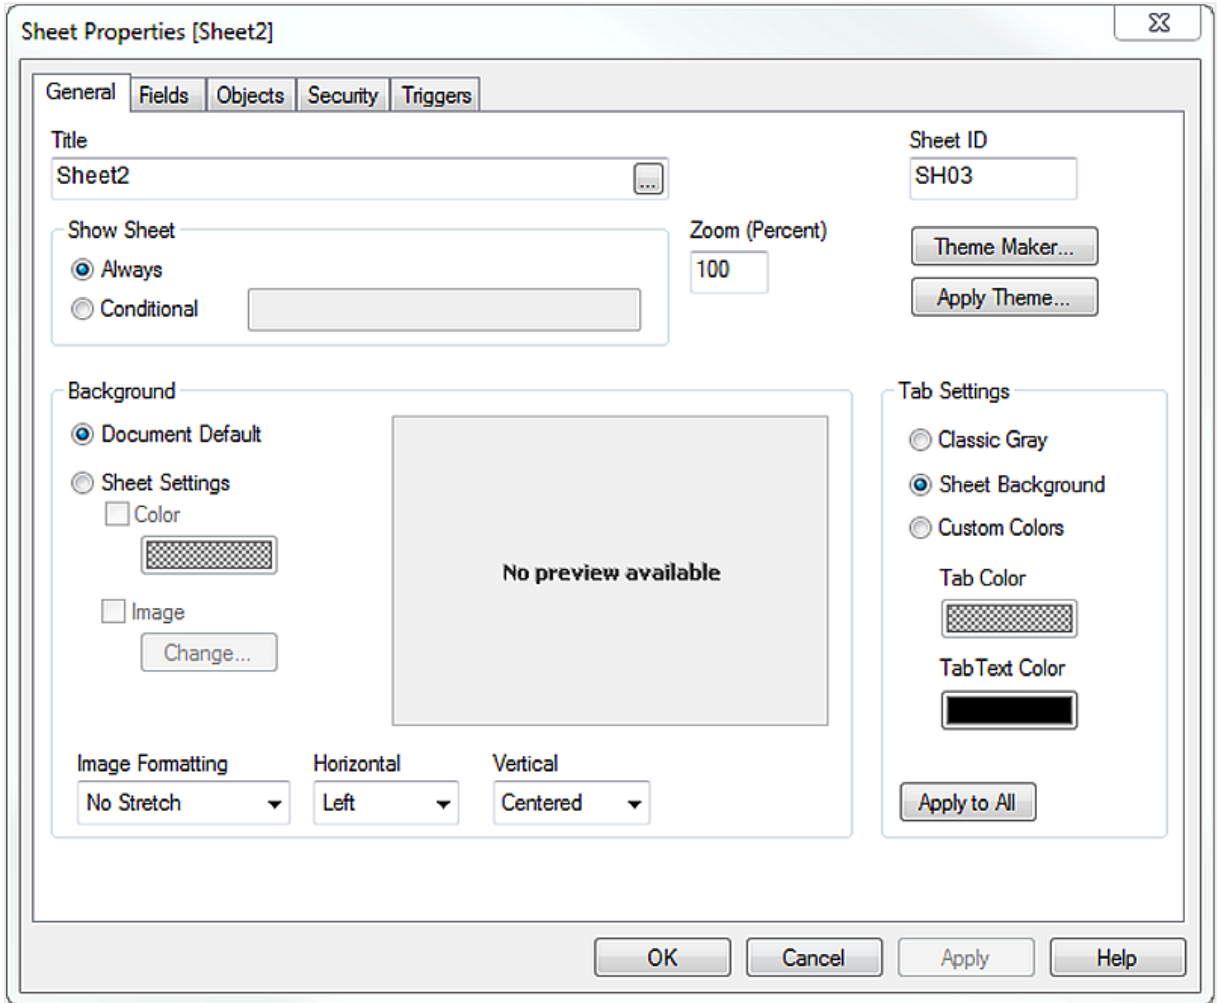 Sheet Properties [Sheet2]
General Fields Objects Security Triggers
Title
Sheet2
...
Sheet ID
SH03
Show Sheet
Always
Conditional
Zoom (Percent)
100
Theme Maker...
Apply Theme...
Background
Document Default
Sheet Settings
Color
Image
Change...
No preview available
Image Formatting
No Stretch
Horizontal
Left
Vertical
Centered
Tab Settings
Classic Gray
Sheet Background
Custom Colors
Tab Color
Tab Text Color
Apply to All
OK Cancel Apply Help